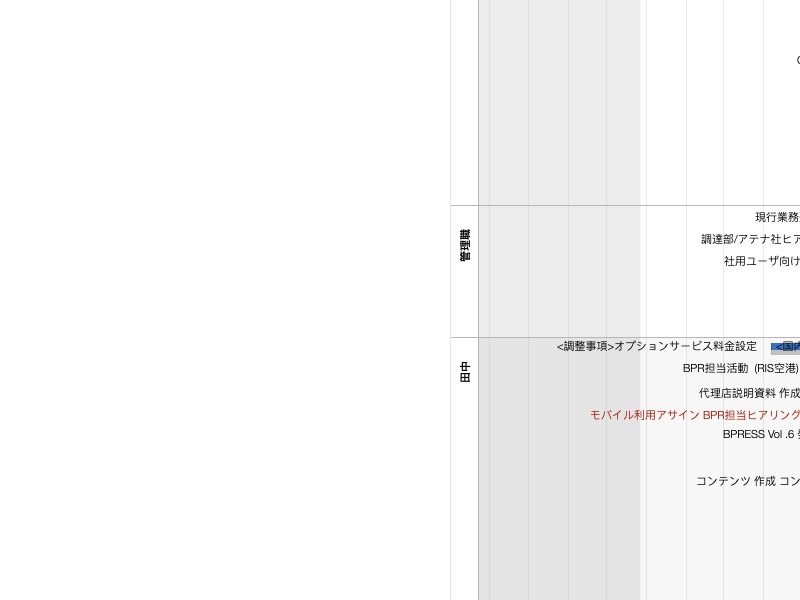 管理職
現行業務
調達部/アテナ社ヒア
社用ユーザ向け
田中
<調整事項>オプションサービス料金設定
<国内
BPR担当活動 (RIS空港)
代理店説明資料 作成
モバイル利用アサイン BPR担当ヒアリング
BPRESS Vol .6
コンテンツ 作成 コン